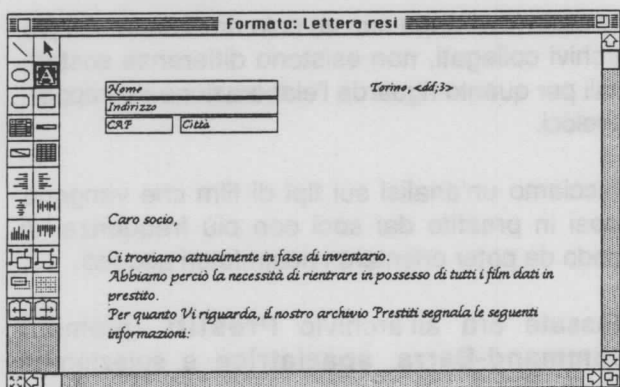 Formato: Lettera resi
A
Nome
Torino, <dd;3>
Indirizzo
CAP Città
Caro socio,
Ci troviamo attualmente in fase di inventario.
Abbiamo perciò la necessità di rientrare in possesso di tutti i film dati in
prestito.
Per quanto Vi riguarda, il nostro archivio Prestiti segnala le seguenti
informazioni: